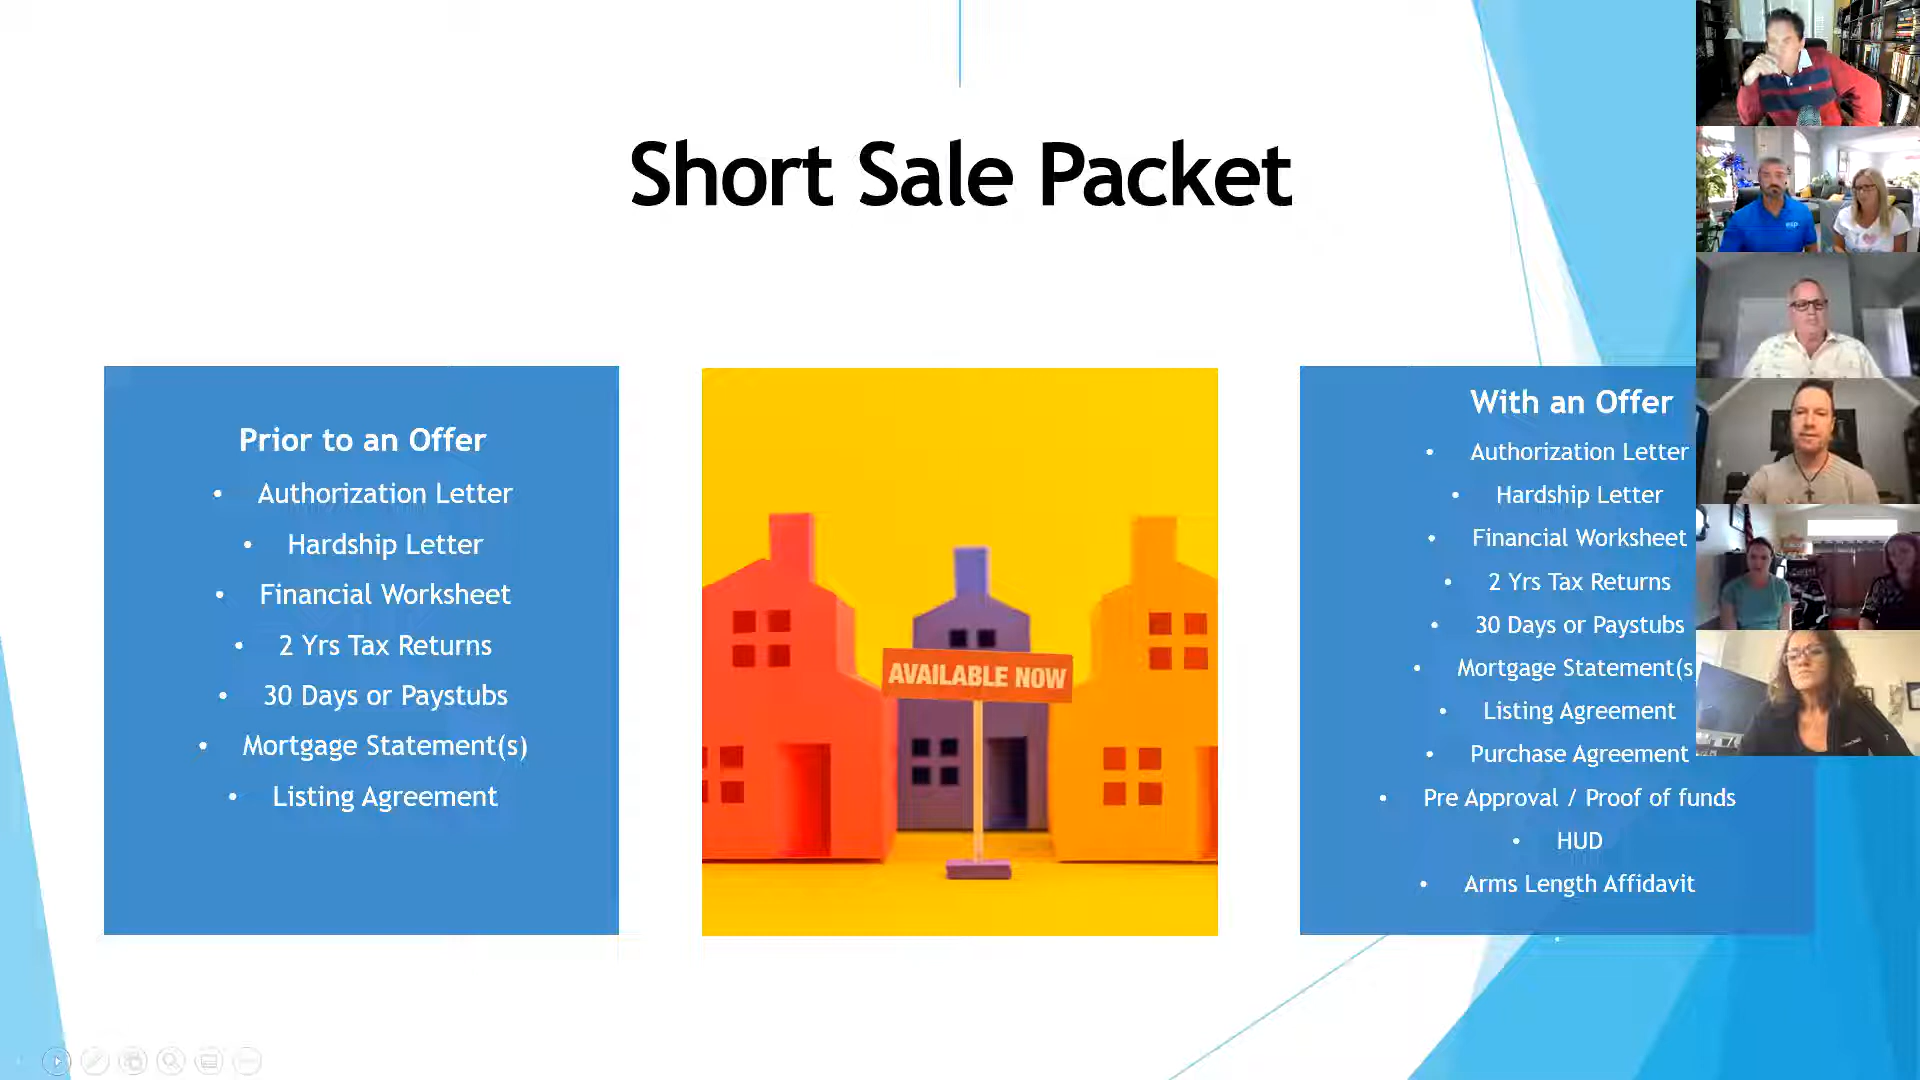 Short Sale Packet
Prior to an Offer
• Authorization Letter
• Hardship Letter
• Financial Worksheet
• 2 Yrs Tax Returns
• 30 Days or Paystubs
• Mortgage Statement(s)
• Listing Agreement
AVAILABLE NOW
With an Offer
• Authorization Letter
• Hardship Letter
• Financial Worksheet
• 2 Yrs Tax Returns
• 30 Days or Paystubs
• Mortgage Statement(s
• Listing Agreement
• Purchase Agreement
• Pre Approval / Proof of funds
• HUD
• Arms Length Affidavit
esp